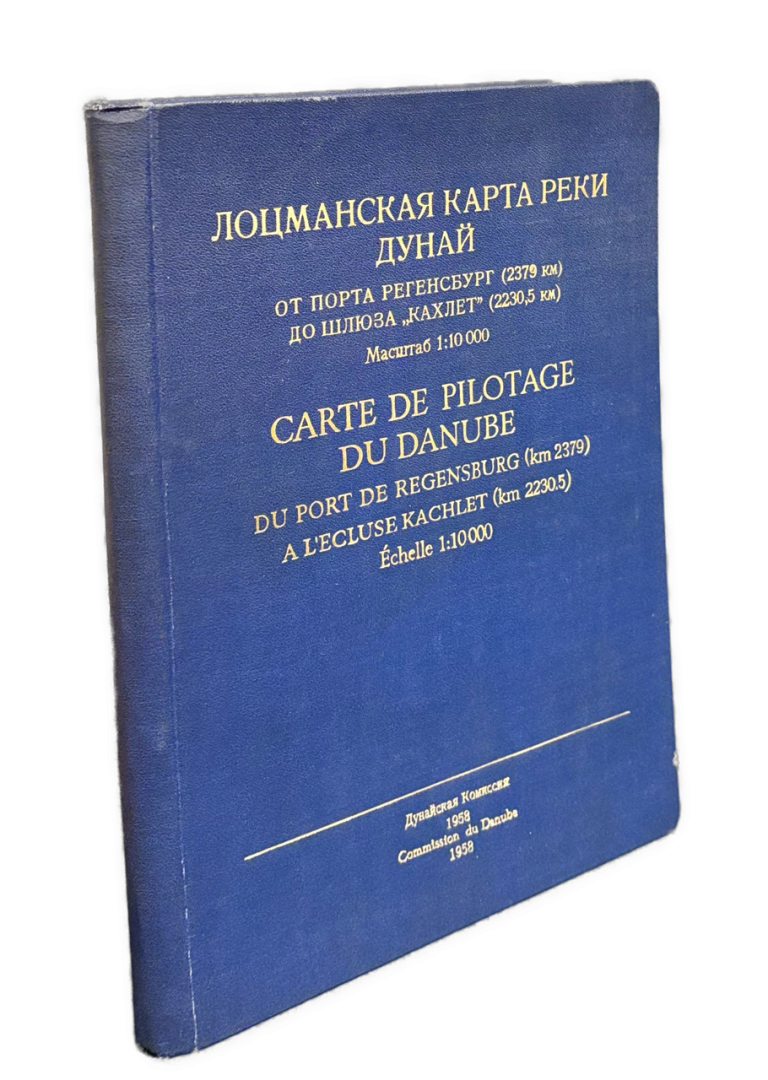 ЛОЦМАНСКАЯ КАРТА РЕКИ
ДУНАЙ
ОТ ПОРТА РЕГЕНСБУРГ (2379 км)
ДО ШЛЮЗА „КАХЛЕТ” (2230,5 км)
Масштаб 1:10 000
CARTE DE PILOTAGE
DU DANUBE
DU PORT DE REGENSBURG (km 2379)
A L'ECLUSE KACHLET (km 2230.5)
Échelle 1:10000
Дунайская Комиссия
1958
Commission du Danube
1958